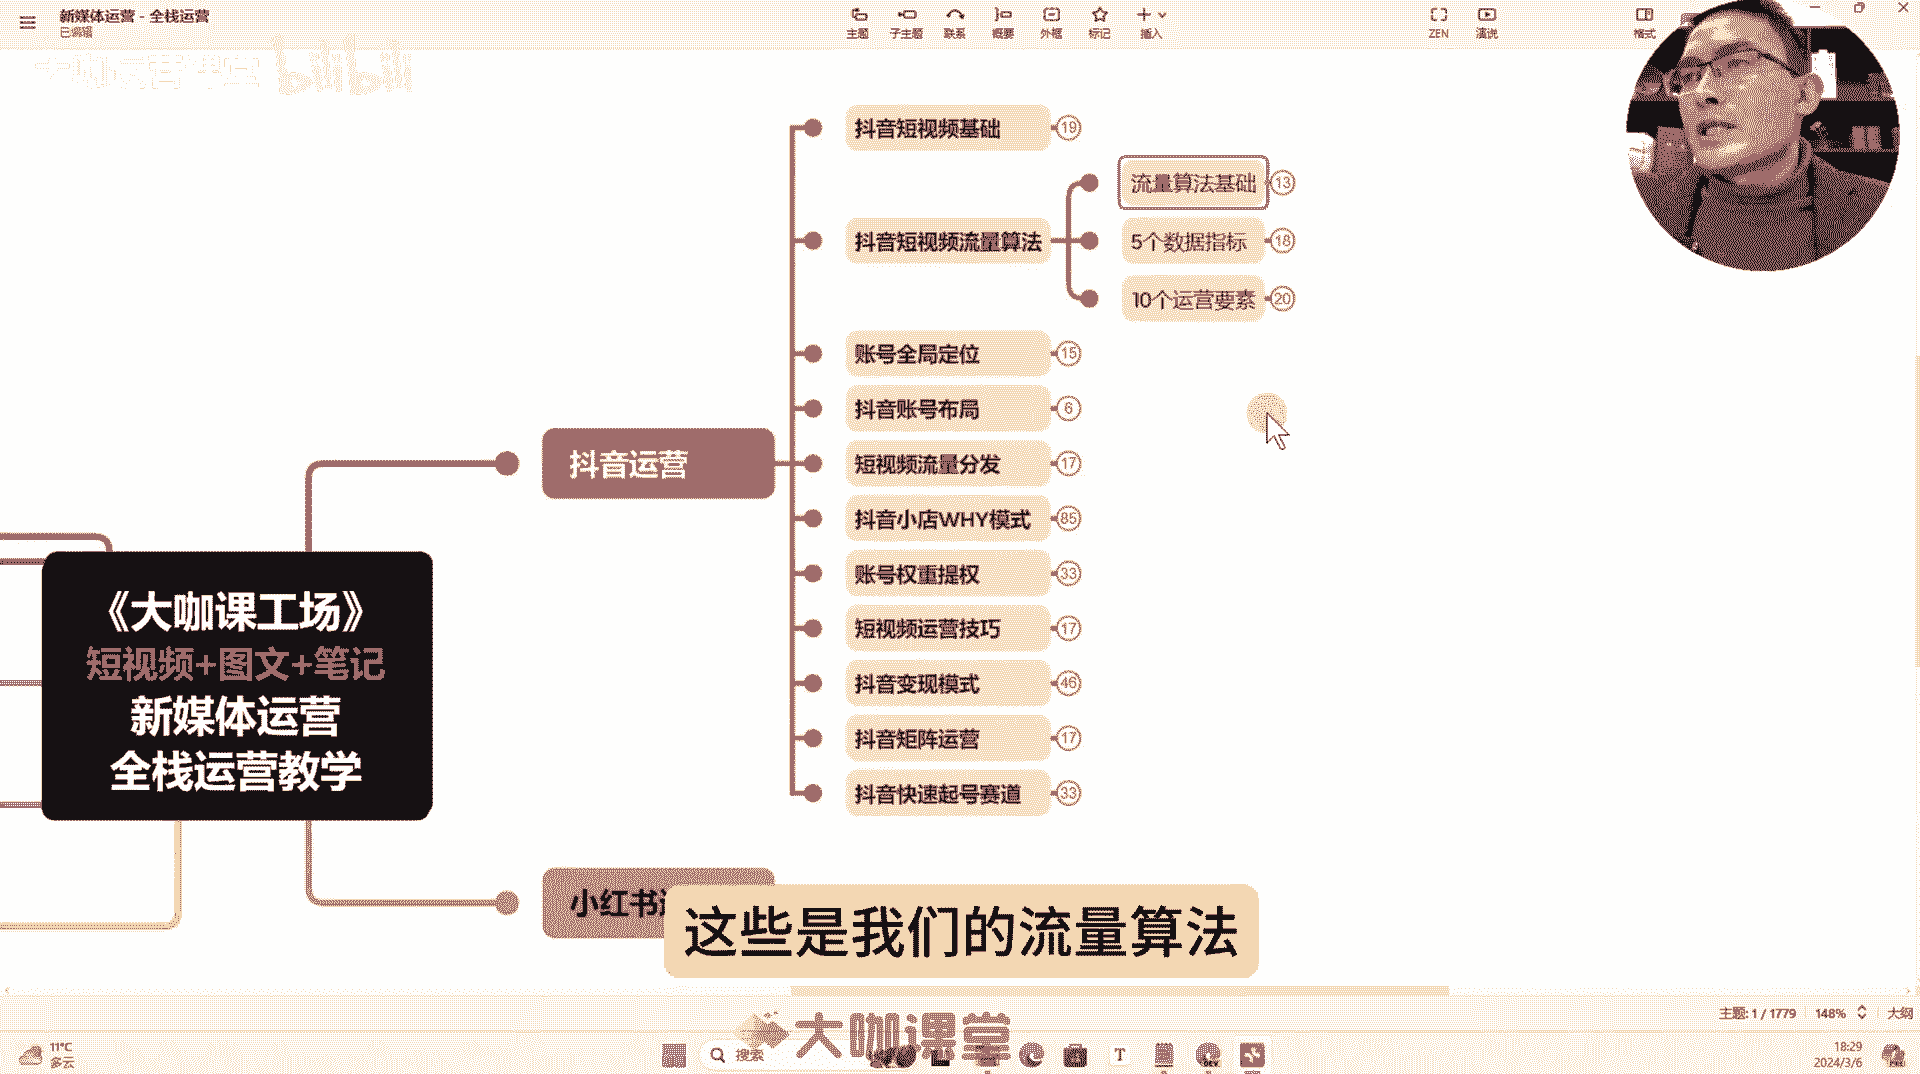 新媒体运营 - 全栈运营
已编辑
主题
子主题
联系
概要
外框
标记
插入
ZEN
演说
格式
大咖运营课堂 bilibili
抖音短视频基础 19
流量算法基础 13
抖音短视频流量算法
5个数据指标 18
10个运营要素 20
账号全局定位 15
抖音账号布局 6
抖音运营
短视频流量分发 17
抖音小店WHY模式 85
账号权重提权 33
短视频运营技巧 17
抖音变现模式 46
抖音矩阵运营 17
抖音快速起号赛道 33
《大咖课工场》
短视频+图文+笔记
新媒体运营
全栈运营教学
小红书
这些是我们的流量算法
主题: 1 / 1779
148%
大纲
大咖课堂
11°C
多云
搜索
18:29
2024/3/6